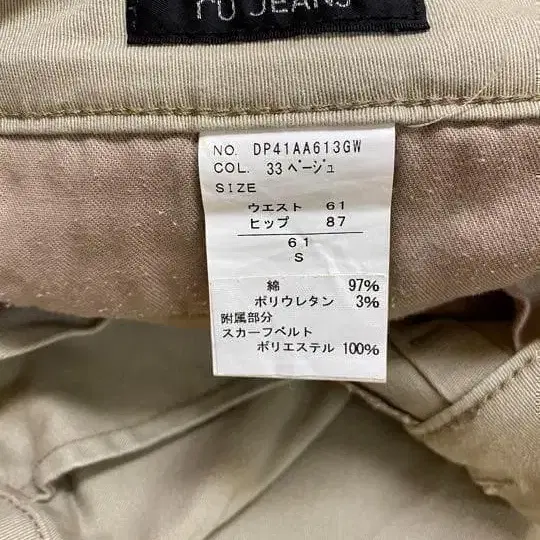 JEANS
NO. DP41AA613GW
COL. 33 ベージュ
SIZE
ウエスト 61
ヒップ 87
61
S
綿 97%
ポリウレタン 3%
附属部分
スカーフベルト
ポリエステル 100%